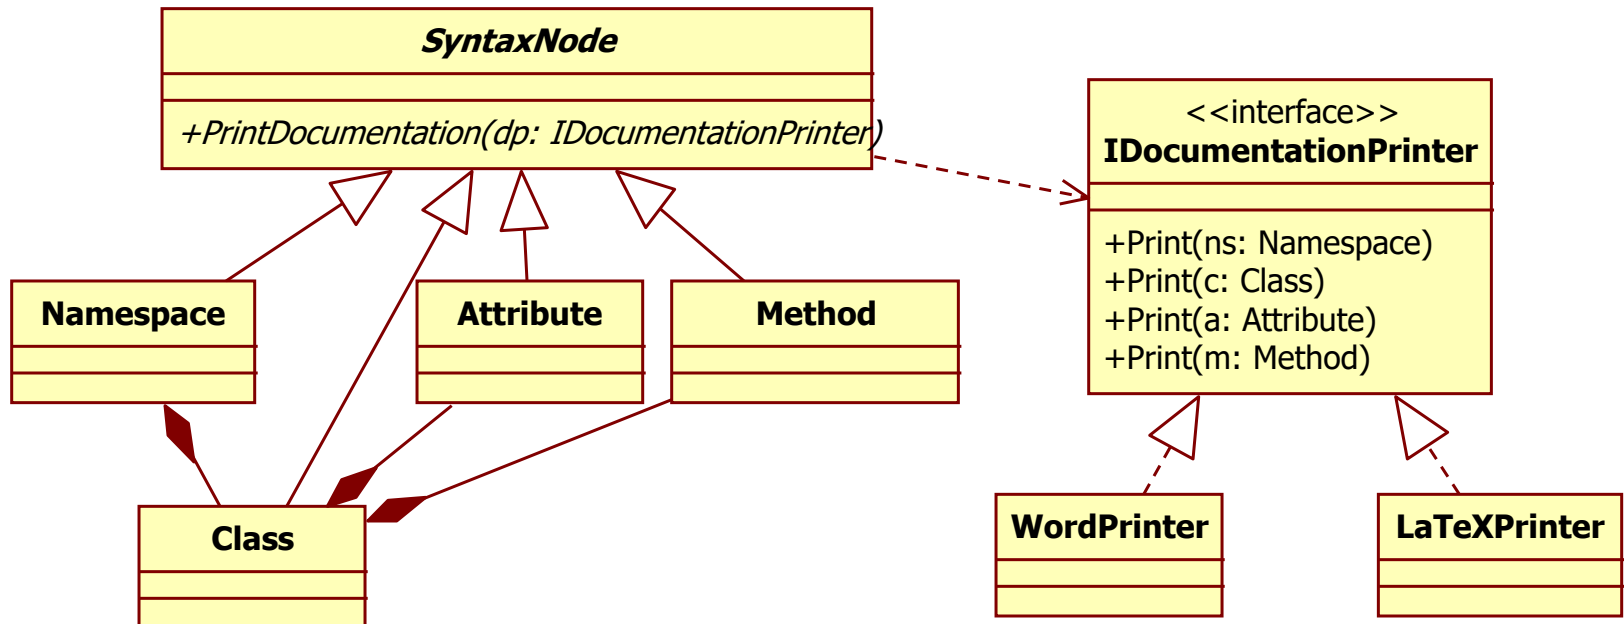 SyntaxNode
+PrintDocumentation(dp: IDocumentationPrinter)
<<interface>>
IDocumentationPrinter
+Print(ns: Namespace)
+Print(c: Class)
+Print(a: Attribute)
+Print(m: Method)
Namespace
Attribute
Method
Class
WordPrinter
LaTeXPrinter